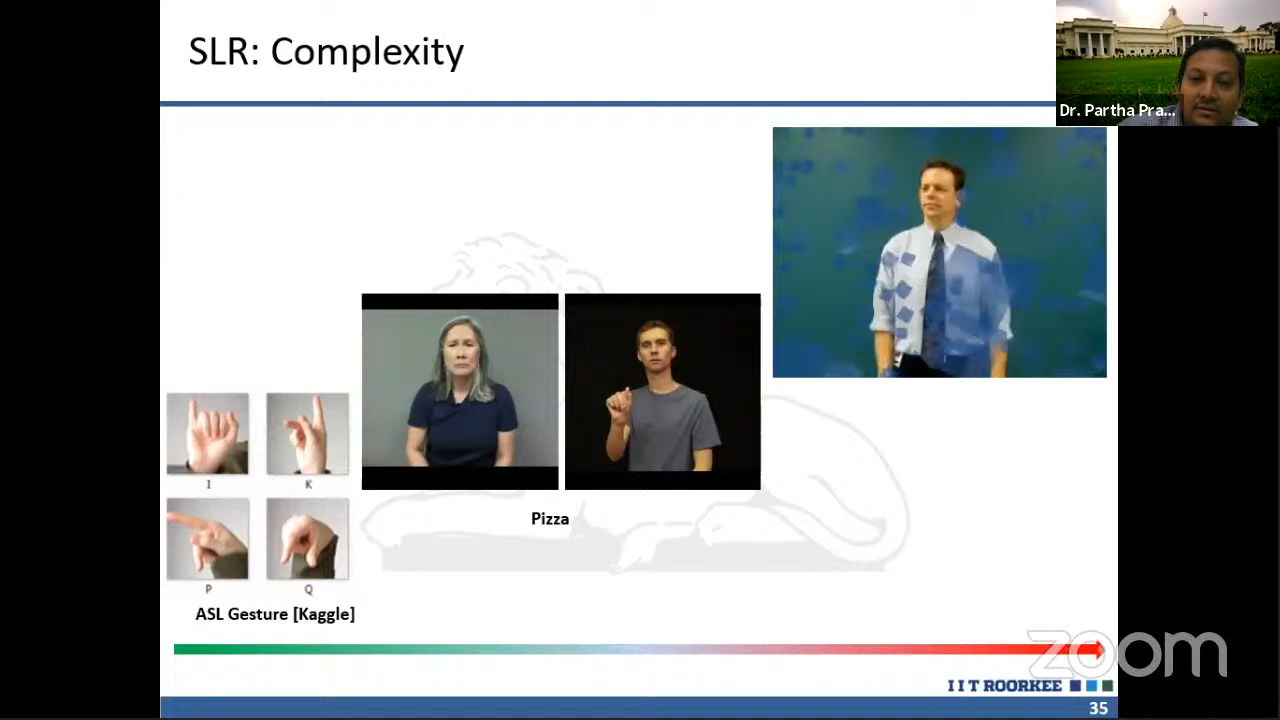 SLR: Complexity
Dr. Partha Pra...
I
K
P
Q
ASL Gesture [Kaggle]
Pizza
zoom
IIT ROORKEE
35